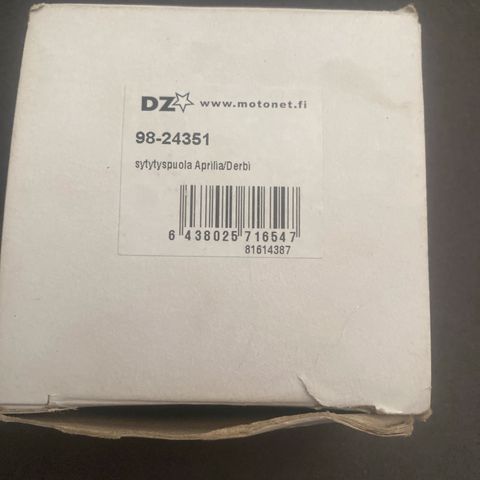 DZ www.motonet.fi
98-24351
sytytyspuola Aprilia/Derbi
6 438025 716547
81614387